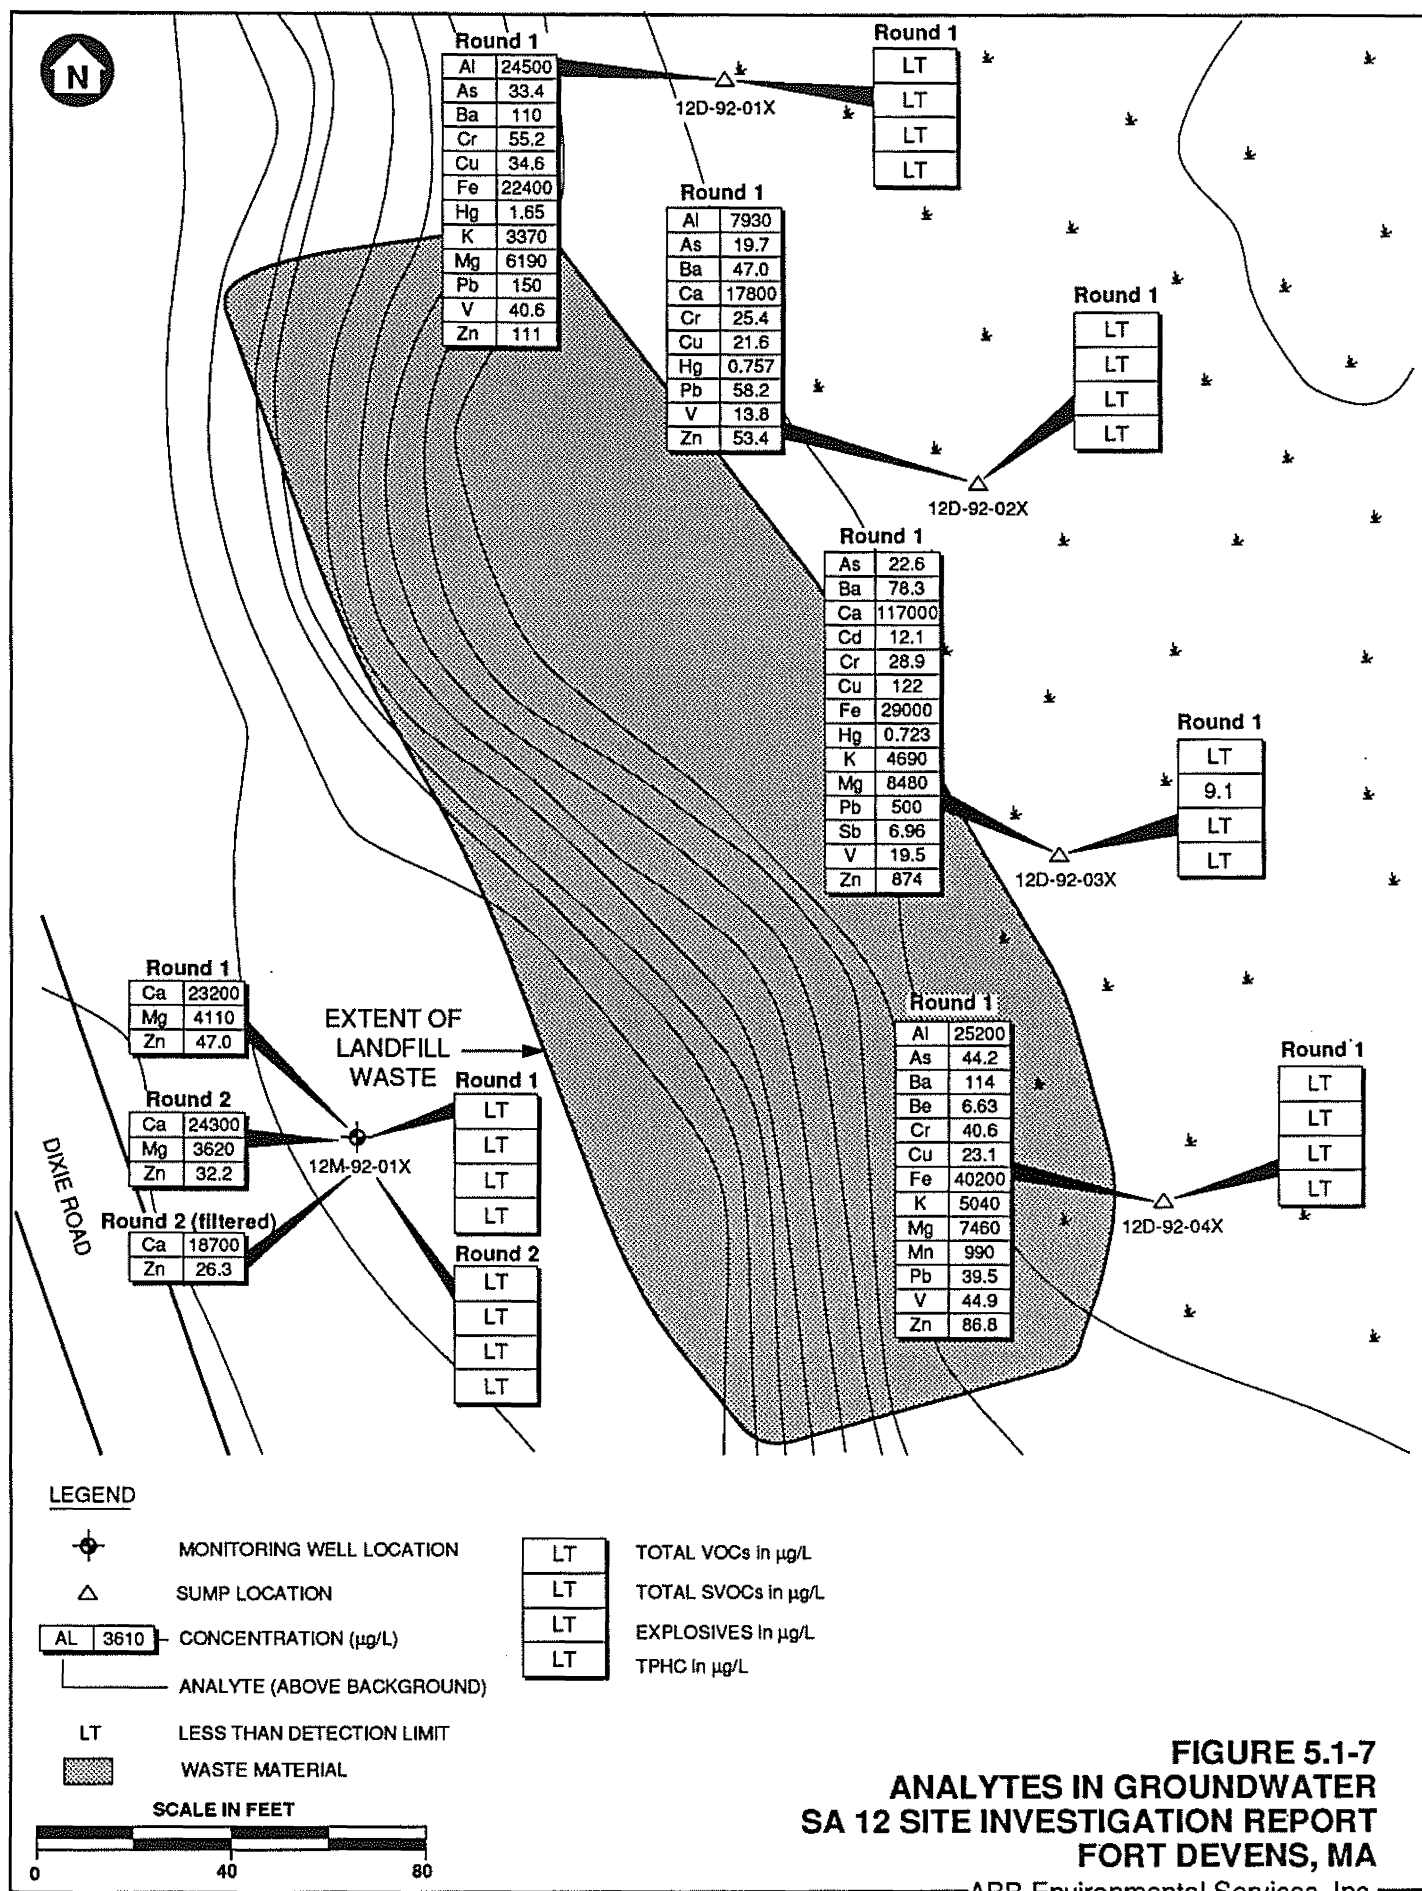 N
Round 1
Al 24500
As 33.4
Ba 110
Cr 55.2
Cu 34.6
Fe 22400
Hg 1.65
K 3370
Mg 6190
Pb 150
V 40.6
Zn 111
12D-92-01X
Round 1
LT
LT
LT
LT
Round 1
Al 7930
As 19.7
Ba 47.0
Ca 17800
Cr 25.4
Cu 21.6
Hg 0.757
Pb 58.2
V 13.8
Zn 53.4
12D-92-02X
Round 1
LT
LT
LT
LT
Round 1
As 22.6
Ba 78.3
Ca 117000
Cd 12.1
Cr 28.9
Cu 122
Fe 29000
Hg 0.723
K 4690
Mg 8480
Pb 500
Sb 6.96
V 19.5
Zn 874
12D-92-03X
Round 1
LT
9.1
LT
LT
Round 1
Ca 23200
Mg 4110
Zn 47.0
Round 2
Ca 24300
Mg 3620
Zn 32.2
Round 2 (filtered)
Ca 18700
Zn 26.3
DIXIE ROAD
12M-92-01X
EXTENT OF
LANDFILL
WASTE
Round 1
LT
LT
LT
LT
Round 2
LT
LT
LT
LT
Round 1
Al 25200
As 44.2
Ba 114
Be 6.63
Cr 40.6
Cu 23.1
Fe 40200
K 5040
Mg 7460
Mn 990
Pb 39.5
V 44.9
Zn 86.8
12D-92-04X
Round 1
LT
LT
LT
LT
LEGEND
MONITORING WELL LOCATION
SUMP LOCATION
AL 3610 CONCENTRATION (µg/L)
ANALYTE (ABOVE BACKGROUND)
LT LESS THAN DETECTION LIMIT
WASTE MATERIAL
LT TOTAL VOCs in µg/L
LT TOTAL SVOCs in µg/L
LT EXPLOSIVES in µg/L
LT TPHC in µg/L
SCALE IN FEET
0 40 80
FIGURE 5.1-7
ANALYTES IN GROUNDWATER
SA 12 SITE INVESTIGATION REPORT
FORT DEVENS, MA
ABB Environmental Services, Inc.